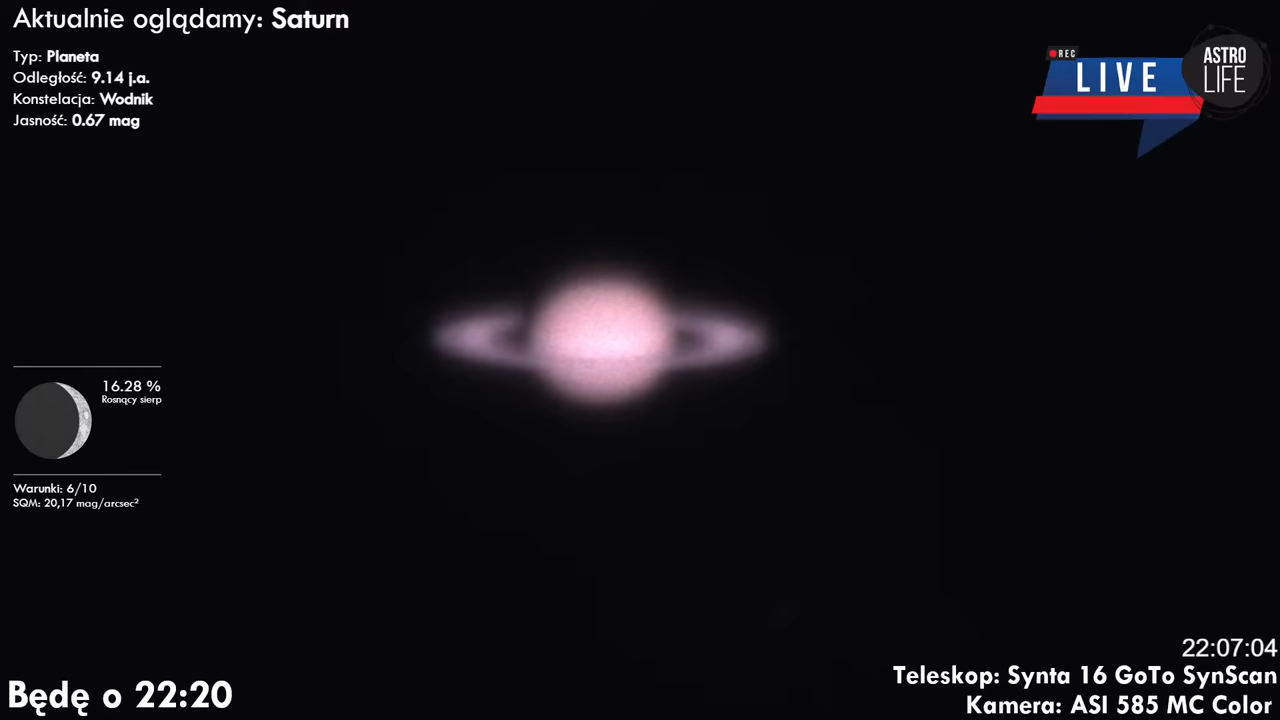 Aktualnie oglądamy: Saturn
Typ: Planeta
Odległość: 9.14 j.a.
Konstelacja: Wodnik
Jasność: 0.67 mag
REC
LIVE
ASTRO
LIFE
16.28 %
Rosnący sierp
Warunki: 6/10
SQM: 20,17 mag/arcsec²
22:07:04
Teleskop: Synta 16 GoTo SynScan
Kamera: ASI 585 MC Color
Będę o 22:20